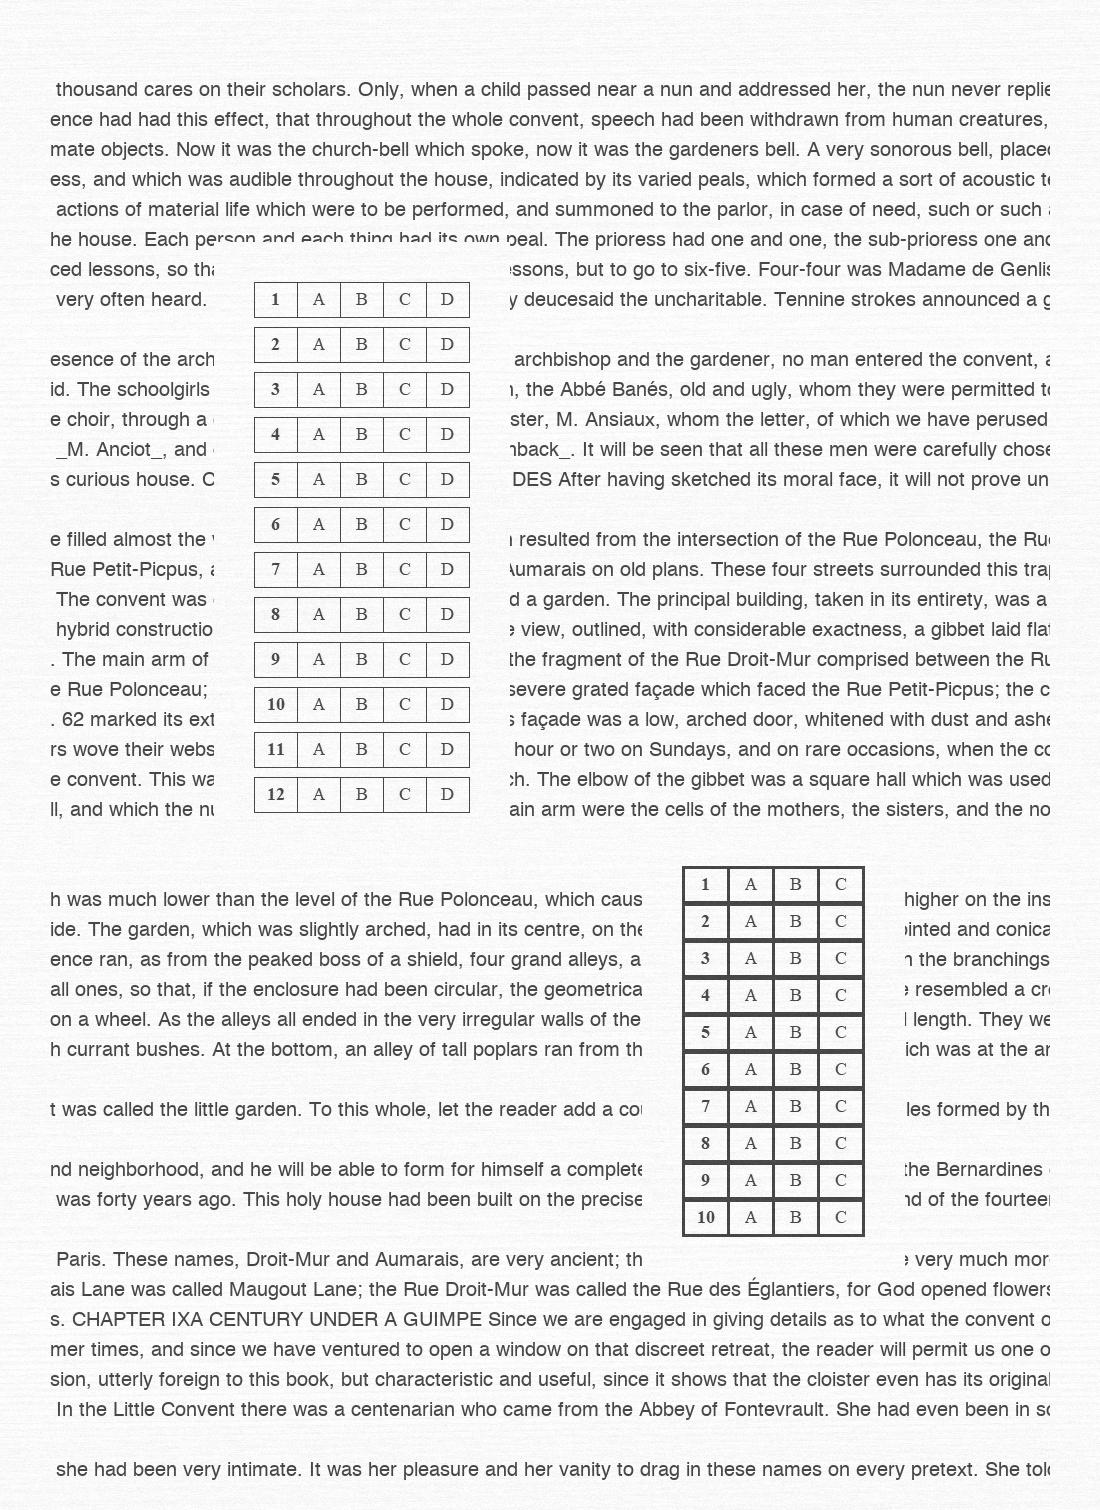 thousand cares on their scholars. Only, when a child passed near a nun and addressed her, the nun never
ence had had this effect, that throughout the whole convent, speech had been withdrawn from human creatures,
mate objects. Now it was the church-bell which spoke, now it was the gardeners bell. A very sonorous bell,
ess, and which was audible throughout the house, indicated by its varied peals, which formed a sort of acoustic
actions of material life which were to be performed, and summoned to the parlor, in case of need, such or such
he house. Each person and each thing had its own peal. The prioress had one and one, the sub-prioress one
ced lessons, so essons, but to go to six-five. Four-four was Madame de
very often heard. y deucesaid the uncharitable. Tennine strokes announced a
1 A B C D
2 A B C D
3 A B C D
4 A B C D
5 A B C D
6 A B C D
7 A B C D
8 A B C D
9 A B C D
10 A B C D
11 A B C D
12 A B C D
esence of the arch archbishop and the gardener, no man entered the convent,
id. The schoolgirls the Abbé Banés, old and ugly, whom they were permitted
e choir, through a ster, M. Ansiaux, whom the letter, of which we have perused
_M. Anciot_, and nback_. It will be seen that all these men were carefully
s curious house. DES After having sketched its moral face, it will not prove un
e filled almost the resulted from the intersection of the Rue Polonceau, the
Rue Petit-Picpus, Aumarais on old plans. These four streets surrounded this
The convent was d a garden. The principal building, taken in its entirety, was a
hybrid constructio view, outlined, with considerable exactness, a gibbet laid
. The main arm of the fragment of the Rue Droit-Mur comprised between the
e Rue Polonceau; severe grated façade which faced the Rue Petit-Picpus; the
. 62 marked its ext façade was a low, arched door, whitened with dust and
rs wove their webs hour or two on Sundays, and on rare occasions, when the
e convent. This ch. The elbow of the gibbet was a square hall which was used
ll, and which the ain arm were the cells of the mothers, the sisters, and the no
1 A B C
2 A B C
3 A B C
4 A B C
5 A B C
6 A B C
7 A B C
8 A B C
9 A B C
10 A B C
h was much lower than the level of the Rue Polonceau, which caus higher on the ins
ide. The garden, which was slightly arched, had in its centre, on the ointed and
ence ran, as from the peaked boss of a shield, four grand alleys, a the branchings
all ones, so that, if the enclosure had been circular, the geometrica resembled a
on a wheel. As the alleys all ended in the very irregular walls of the length. They
h currant bushes. At the bottom, an alley of tall poplars ran from th ich was at the
t was called the little garden. To this whole, let the reader add a les formed by th
nd neighborhood, and he will be able to form for himself a complete the Bernardines
was forty years ago. This holy house had been built on the precise nd of the
Paris. These names, Droit-Mur and Aumarais, are very ancient; th very much
ais Lane was called Maugout Lane; the Rue Droit-Mur was called the Rue des Églantiers, for God opened flowers
s. CHAPTER IXA CENTURY UNDER A GUIMPE Since we are engaged in giving details as to what the convent o
mer times, and since we have ventured to open a window on that discreet retreat, the reader will permit us one o
sion, utterly foreign to this book, but characteristic and useful, since it shows that the cloister even has its original
In the Little Convent there was a centenarian who came from the Abbey of Fontevrault. She had even been in
she had been very intimate. It was her pleasure and her vanity to drag in these names on every pretext. She